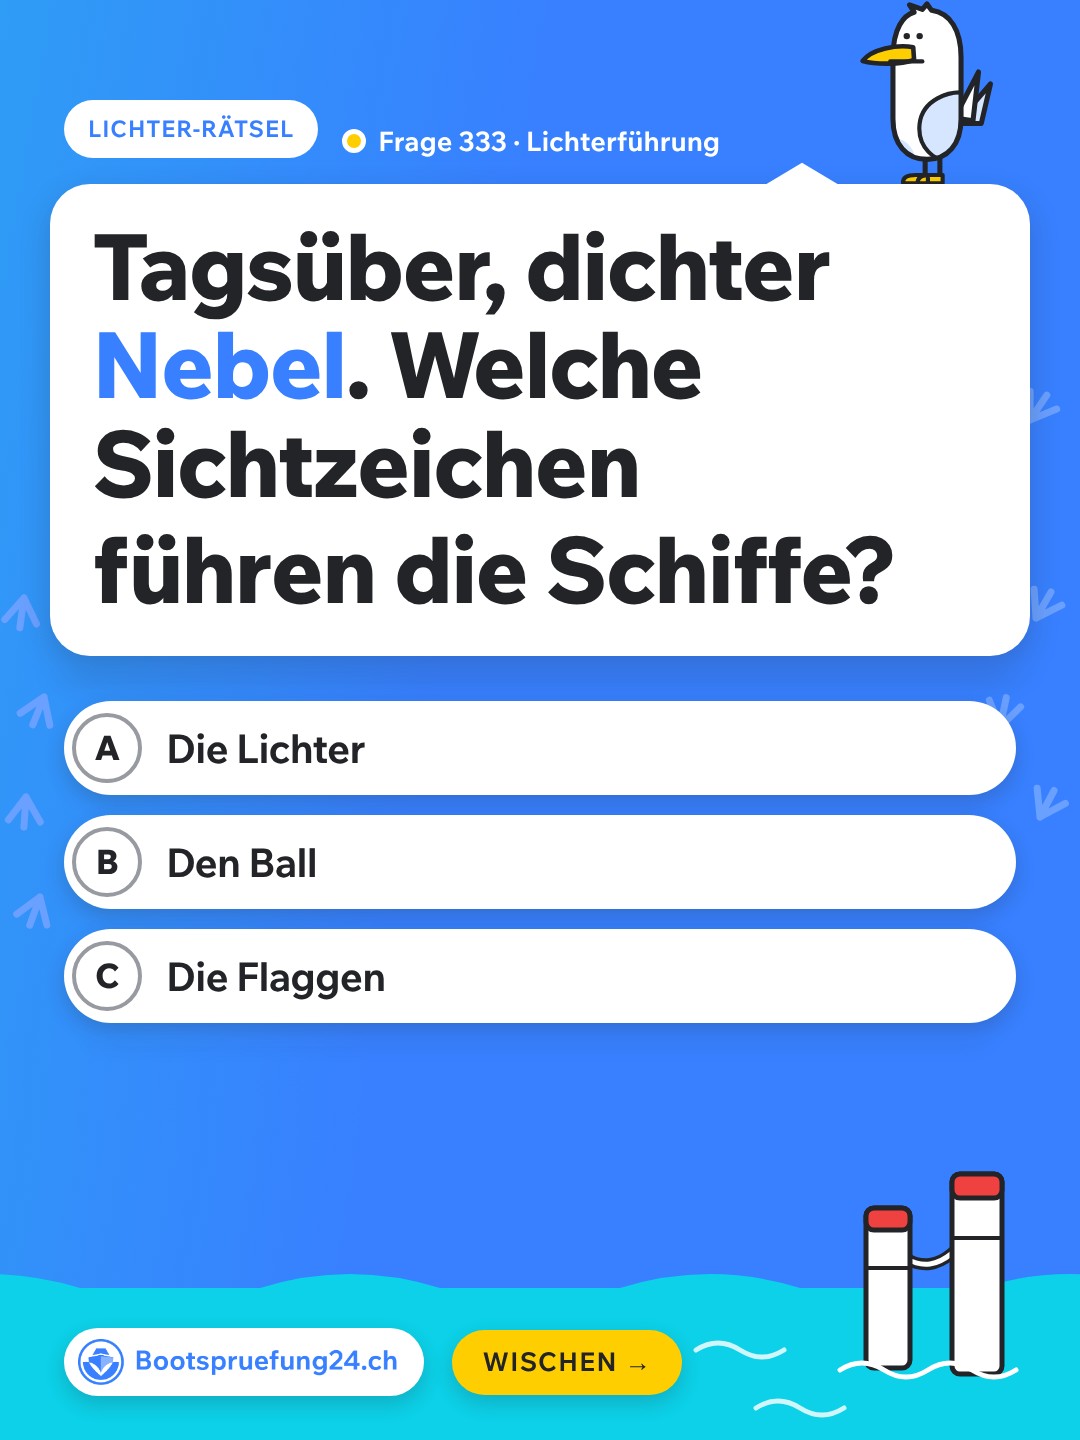 LICHTER-RÄTSEL
Frage 333 · Lichterführung
Tagsüber, dichter
Nebel. Welche
Sichtzeichen
führen die Schiffe?
A Die Lichter
B Den Ball
C Die Flaggen
Bootspruefung24.ch
WISCHEN →